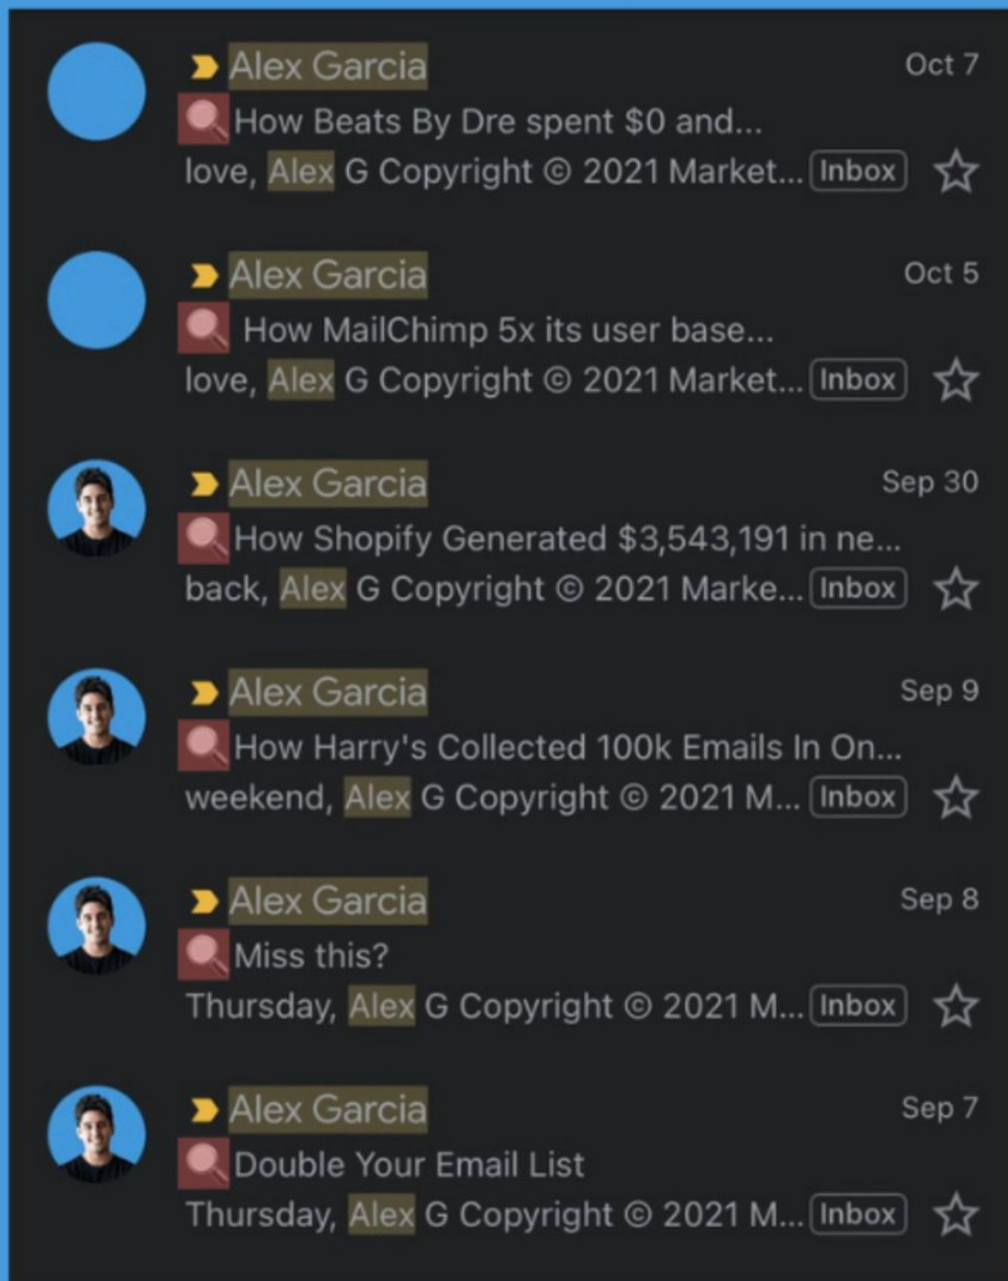 Alex Garcia
Oct 7
How Beats By Dre spent $0 and...
love, Alex G Copyright © 2021 Market...
Inbox
Alex Garcia
Oct 5
How MailChimp 5x its user base...
love, Alex G Copyright © 2021 Market...
Inbox
Alex Garcia
Sep 30
How Shopify Generated $3,543,191 in ne...
back, Alex G Copyright © 2021 Marke...
Inbox
Alex Garcia
Sep 9
How Harry's Collected 100k Emails In On...
weekend, Alex G Copyright © 2021 M...
Inbox
Alex Garcia
Sep 8
Miss this?
Thursday, Alex G Copyright © 2021 M...
Inbox
Alex Garcia
Sep 7
Double Your Email List
Thursday, Alex G Copyright © 2021 M...
Inbox